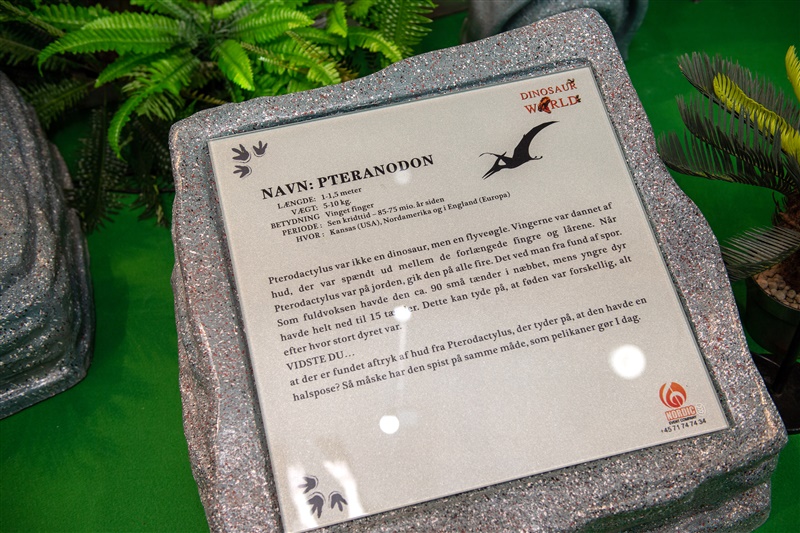 DINOSAUR
WORLD
NAVN: PTERANODON
LÆNGDE: 1-1,5 meter
VÆGT: 5-10 kg
BETYDNING Vinget finger
PERIODE: Sen kridttid – 85-75 mio. år siden
HVOR: Kansas (USA), Nordamerika og i England (Europa)
Pterodactylus var ikke en dinosaur, men en flyveøgle. Vingerne var dannet af
hud, der var spændt ud mellem de forlængede fingre og lårene. Når
Pterodactylus var på jorden, gik den på alle fire. Det ved man fra fund af spor.
Som fuldvoksen havde den ca. 90 små tænder i næbbet, mens yngre dyr
havde helt ned til 15 tænder. Dette kan tyde på, at føden var forskellig, alt
efter hvor stort dyret var.
VIDSTE DU...
at der er fundet aftryk af hud fra Pterodactylus, der tyder på, at den havde en
halspose? Så måske har den spist på samme måde, som pelikaner gør I dag.
NORDIC
+45 71 74 74 34